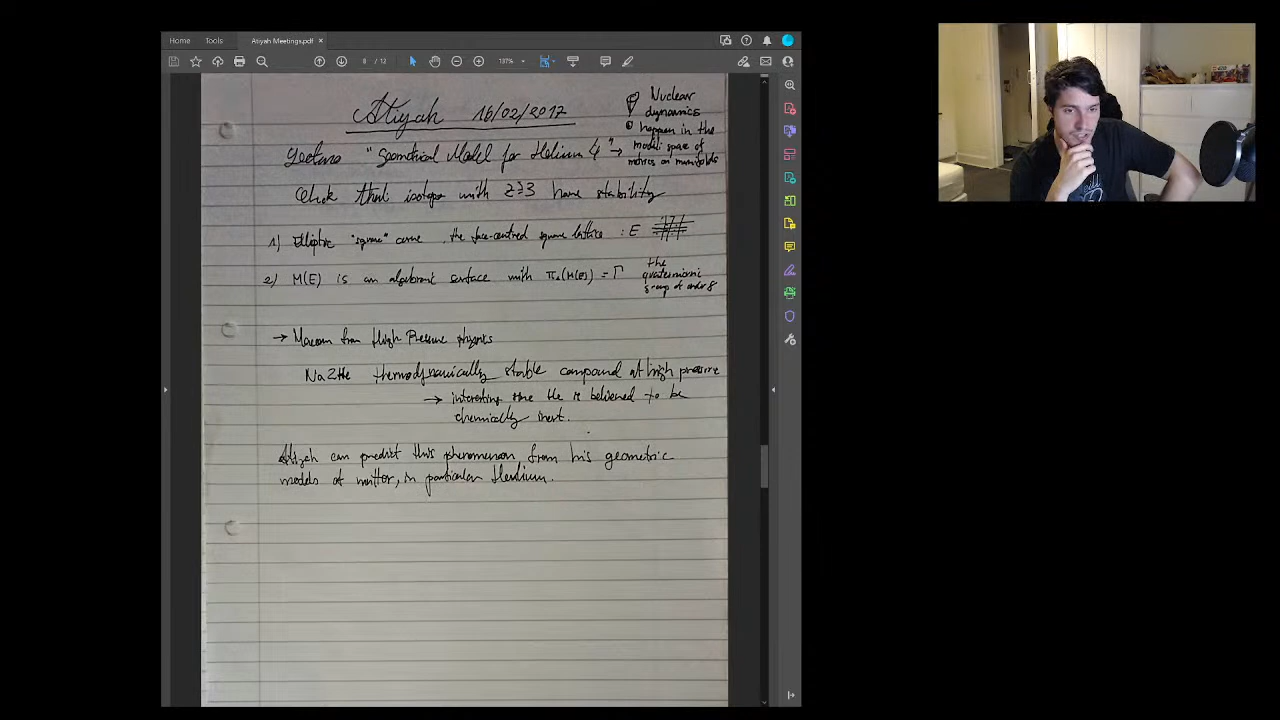 Home Tools Atiyah Meetings.pdf ×
8 / 12 137%
Atiyah 16/02/2017
Nuclear
dynamics
happen in the
moduli space of
metrics on manifolds
Lecture "Geometrical Model for Helium 4" →
Check that isotope with Z≥3 have stability
1) Elliptic "square" curve, the face-centred square lattice : E
2) M(E) is an algebraic surface with π₁(M(E)) = Γ
the
quaternionic
group of order 8
→ from High Pressure physics
Na2He thermodynamically stable compound at high pressure
→ interesting since He is believed to be
chemically inert.
Atiyah can predict this phenomenon from his geometric
models of matter, in particular Helium.